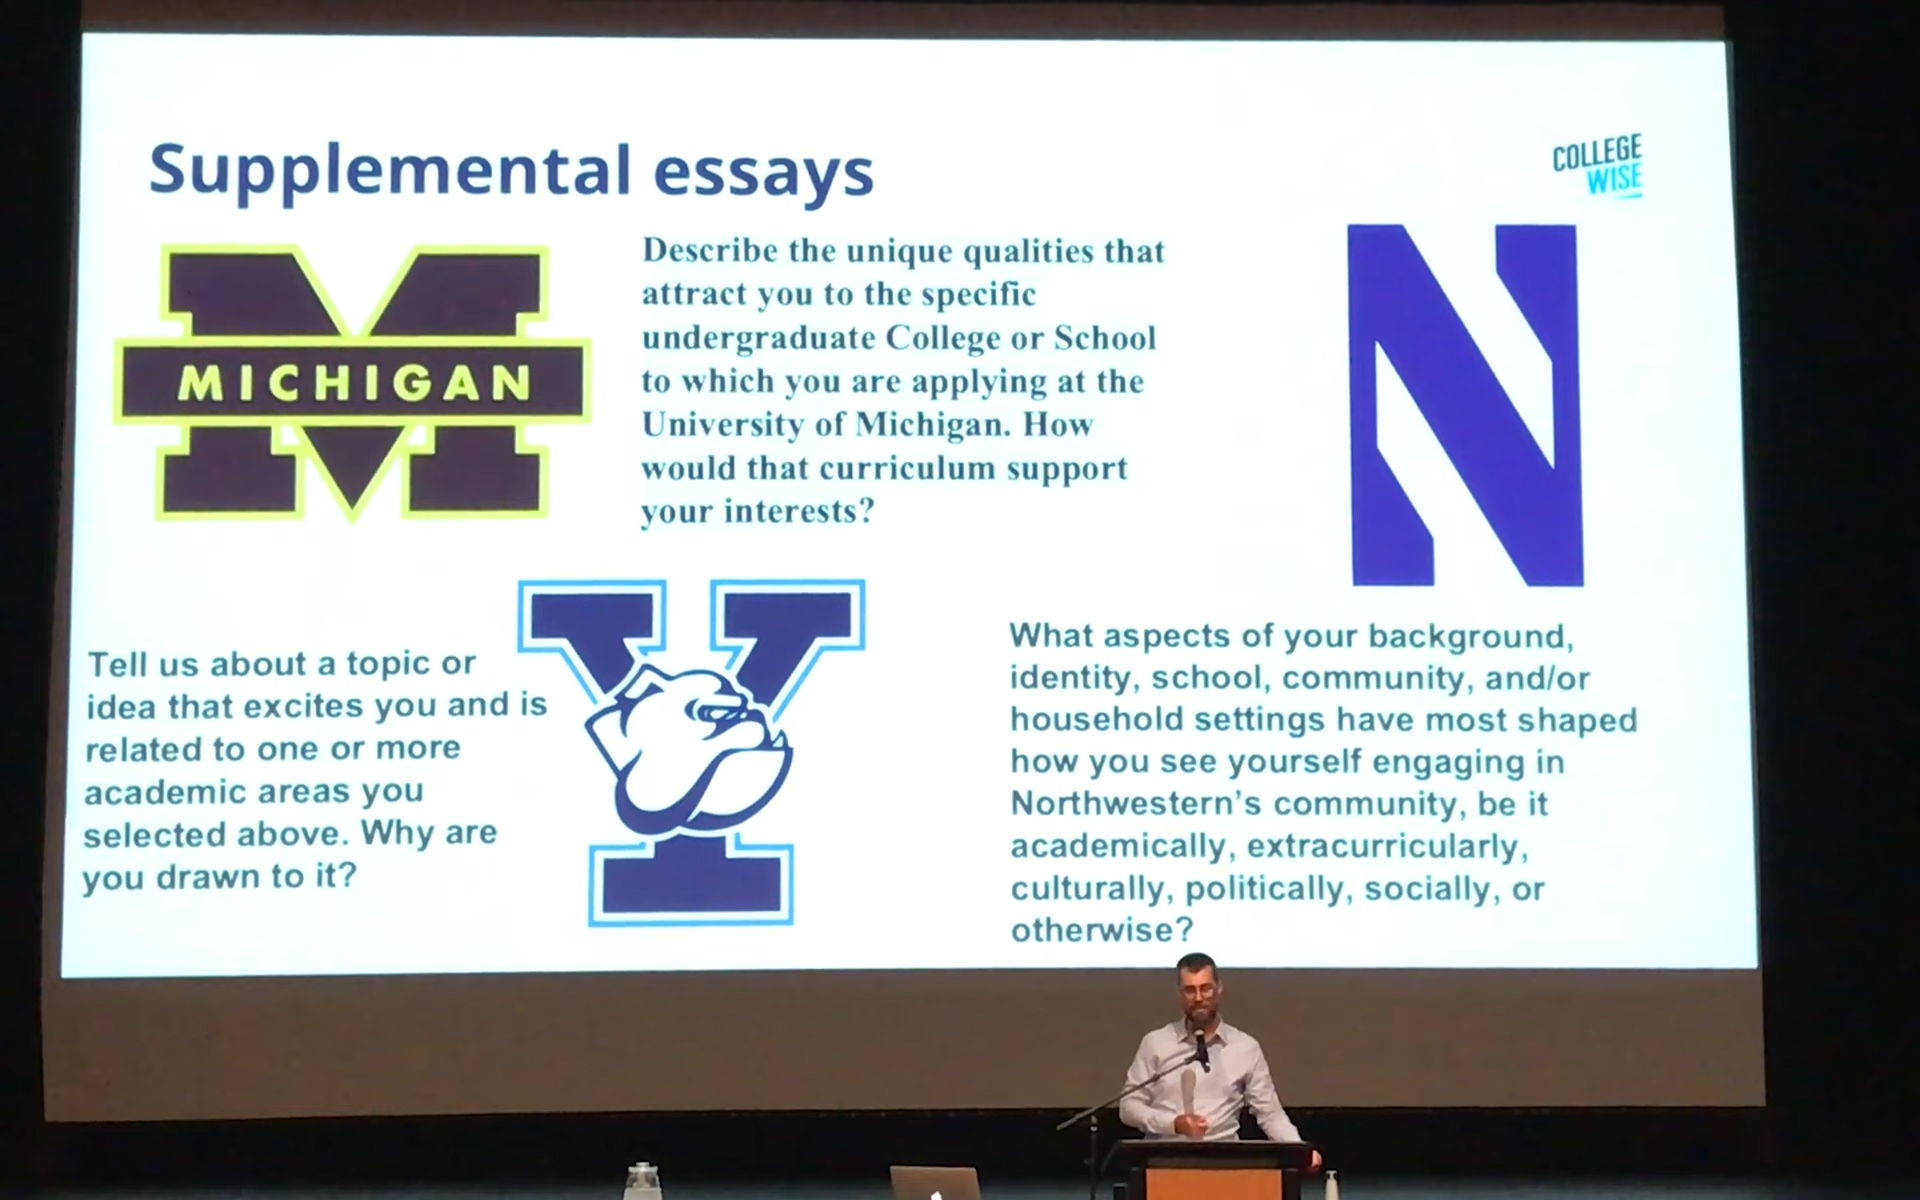 Supplemental essays
COLLEGE
WISE
MICHIGAN
Describe the unique qualities that
attract you to the specific
undergraduate College or School
to which you are applying at the
University of Michigan. How
would that curriculum support
your interests?
N
Tell us about a topic or
idea that excites you and is
related to one or more
academic areas you
selected above. Why are
you drawn to it?
Y
What aspects of your background,
identity, school, community, and/or
household settings have most shaped
how you see yourself engaging in
Northwestern’s community, be it
academically, extracurricularly,
culturally, politically, socially, or
otherwise?